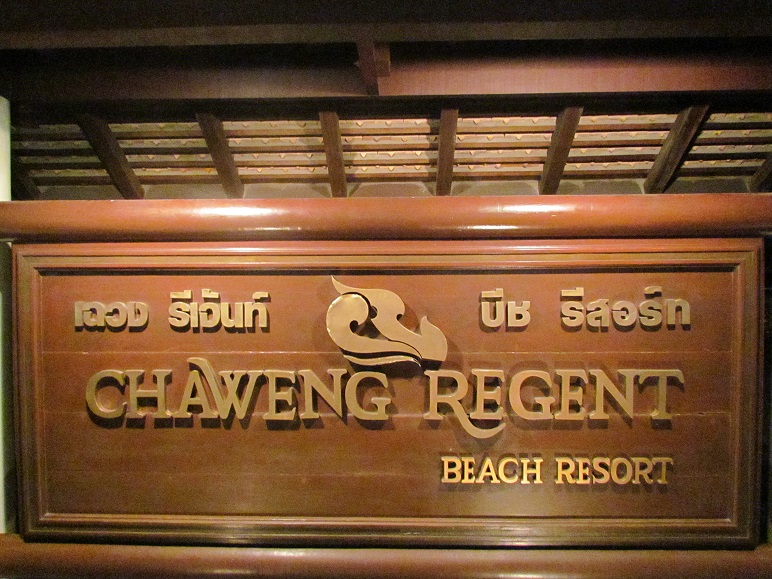 เฉวง รีเจ้นท์ บีช รีสอร์ท
CHAWENG REGENT
BEACH RESORT